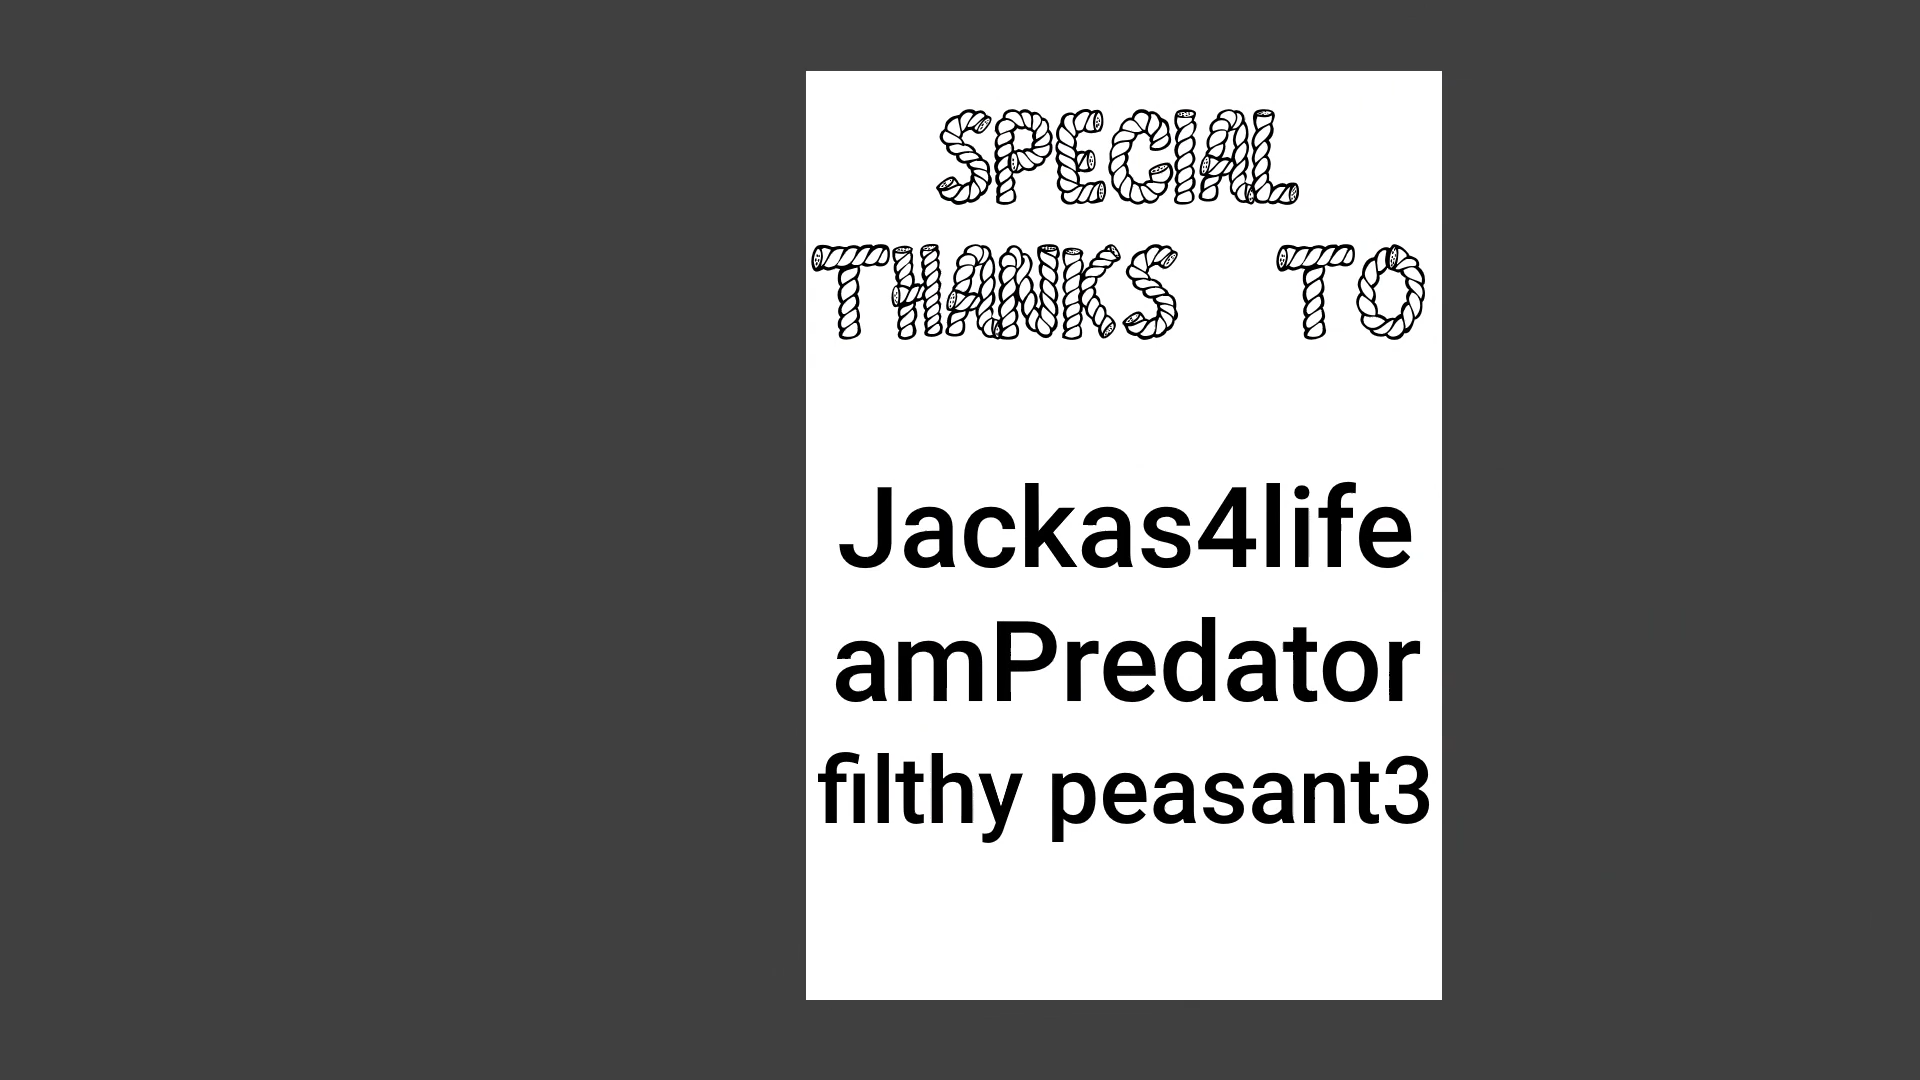 SPECIAL
THANKS TO
Jackas4life
amPredator
filthy peasant3